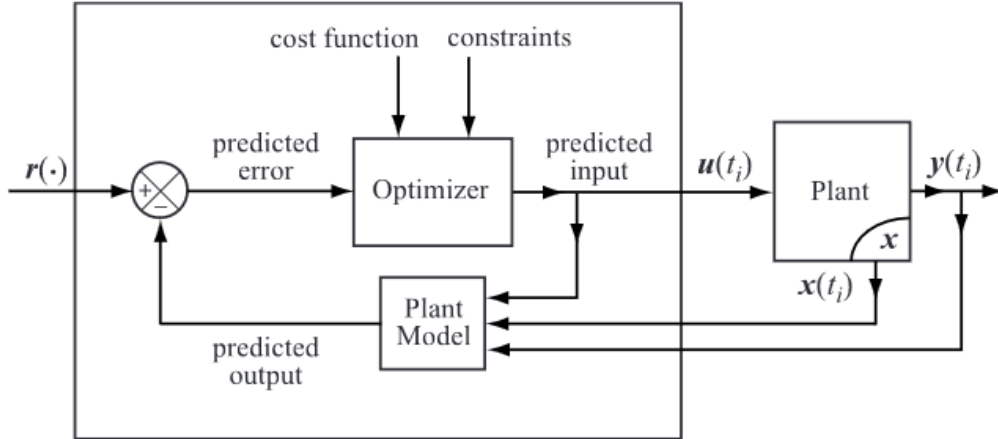 cost function
constraints
r(·)
predicted
error
+
−
Optimizer
predicted
input
u(tᵢ)
Plant
y(tᵢ)
x
x(tᵢ)
Plant
Model
predicted
output